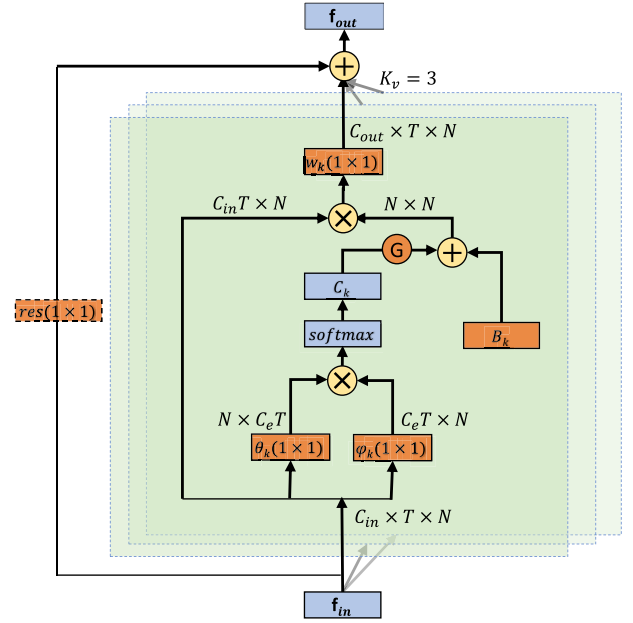 f_out
+
K_v = 3
C_out × T × N
w_k(1 × 1)
C_in T × N
×
N × N
G
+
C_k
res(1 × 1)
softmax
B_k
×
N × C_e T
C_e T × N
θ_k(1 × 1)
φ_k(1 × 1)
C_in × T × N
f_in